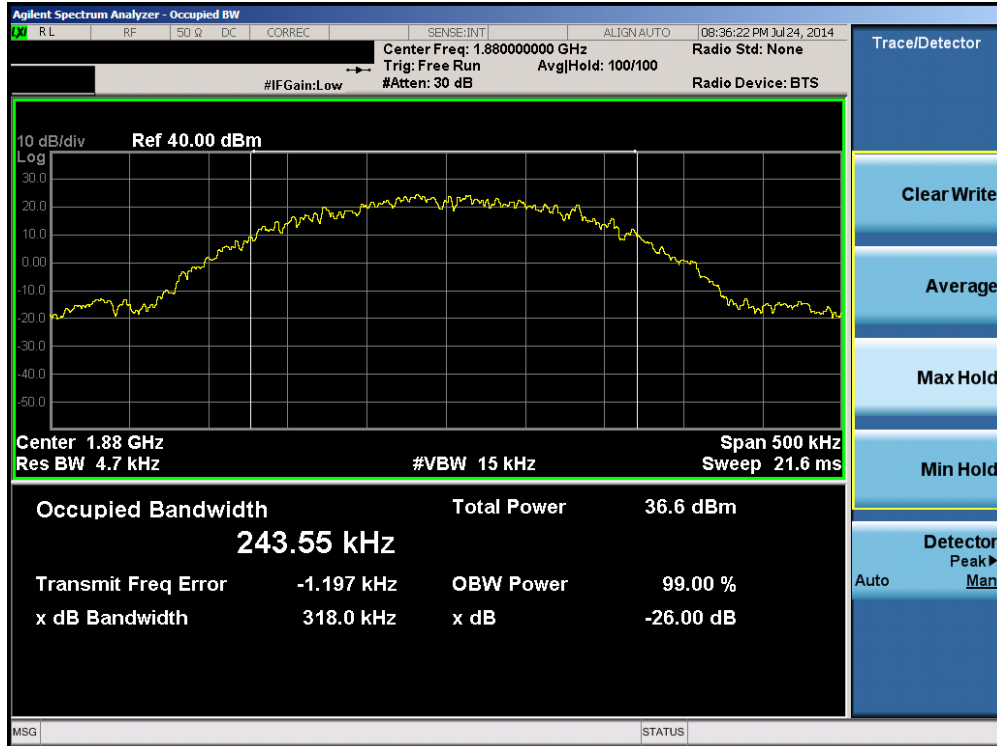 Agilent Spectrum Analyzer - Occupied BW
LXI RL RF 50 Ω DC CORREC SENSE:INT ALIGN AUTO 08:36:22 PM Jul 24, 2014
Center Freq: 1.880000000 GHz Radio Std: None
Trig: Free Run Avg|Hold: 100/100
#IFGain:Low #Atten: 30 dB Radio Device: BTS
10 dB/div Ref 40.00 dBm
Log
30.0
20.0
10.0
0.00
-10.0
-20.0
-30.0
-40.0
-50.0
Center 1.88 GHz Span 500 kHz
Res BW 4.7 kHz #VBW 15 kHz Sweep 21.6 ms
Occupied Bandwidth Total Power 36.6 dBm
243.55 kHz
Transmit Freq Error -1.197 kHz OBW Power 99.00 %
x dB Bandwidth 318.0 kHz x dB -26.00 dB
Trace/Detector
Clear Write
Average
Max Hold
Min Hold
Detector
Peak▶
Auto Man
MSG STATUS